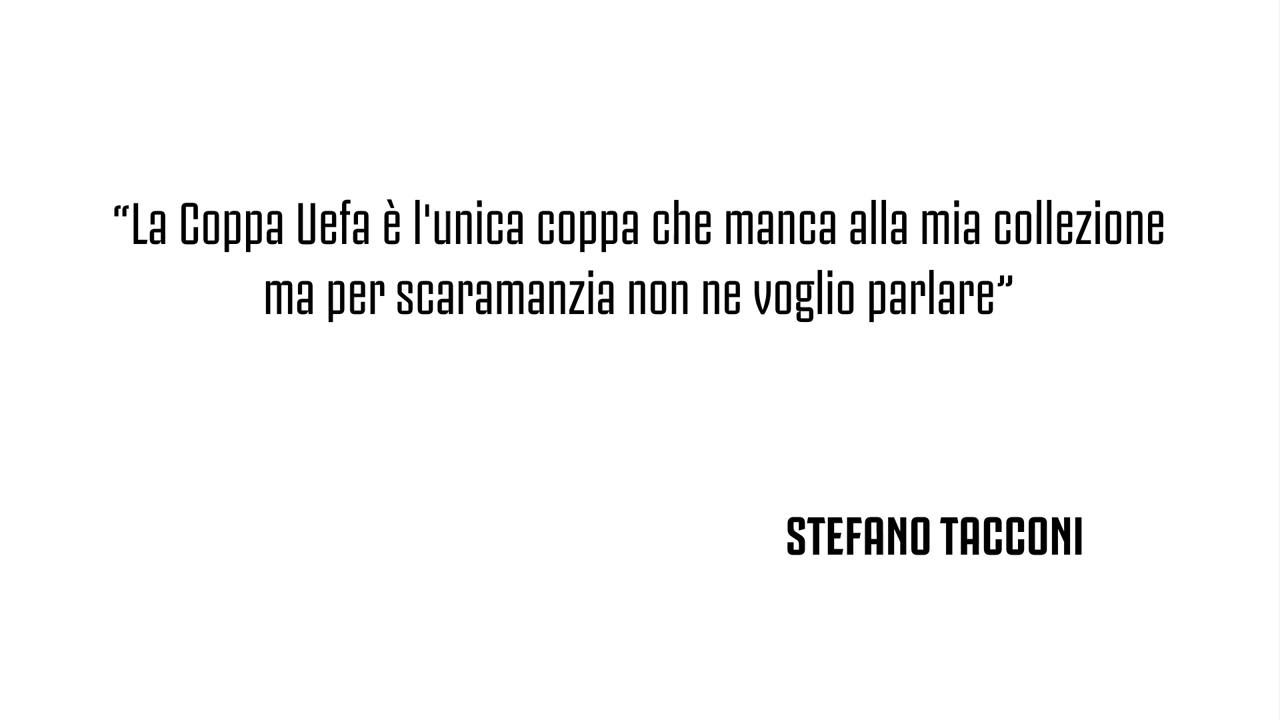 “La Coppa Uefa è l'unica coppa che manca alla mia collezione
ma per scaramanzia non ne voglio parlare”
STEFANO TACCONI